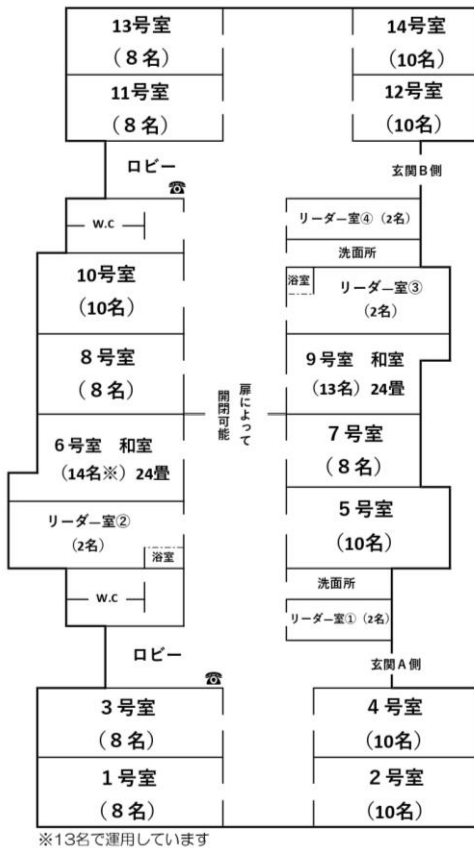 13号室
(8名)
14号室
(10名)
11号室
(8名)
12号室
(10名)
ロビー
☎
玄関B側
W.C
リーダー室④ (2名)
洗面所
浴室
リーダー室③
(2名)
10号室
(10名)
8号室
(8名)
9号室 和室
(13名) 24畳
扉によって
開閉可能
6号室 和室
(14名※) 24畳
7号室
(8名)
リーダー室②
(2名)
浴室
5号室
(10名)
W.C
洗面所
リーダー室① (2名)
ロビー
☎
玄関A側
3号室
(8名)
4号室
(10名)
1号室
(8名)
2号室
(10名)
※13名で運用しています